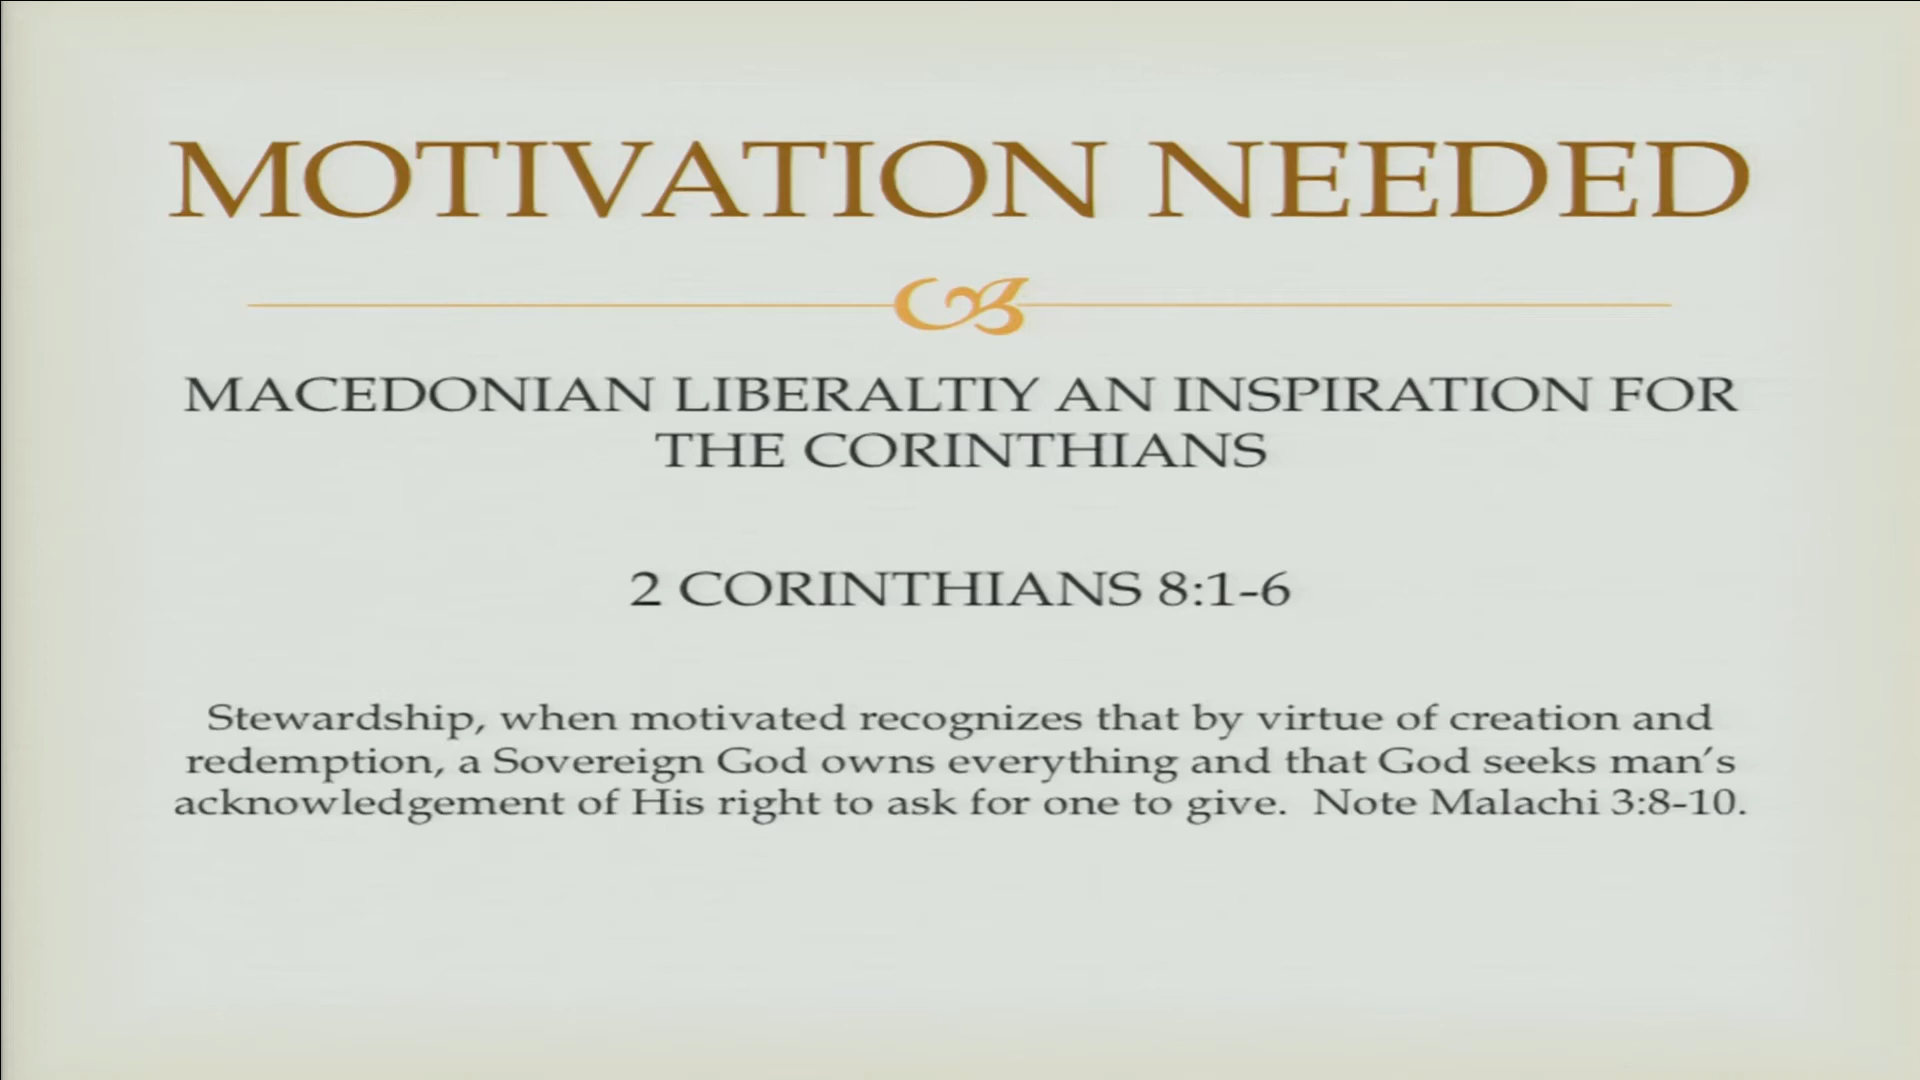 MOTIVATION NEEDED
MACEDONIAN LIBERALTIY AN INSPIRATION FOR
THE CORINTHIANS
2 CORINTHIANS 8:1-6
Stewardship, when motivated recognizes that by virtue of creation and
redemption, a Sovereign God owns everything and that God seeks man’s
acknowledgement of His right to ask for one to give.  Note Malachi 3:8-10.